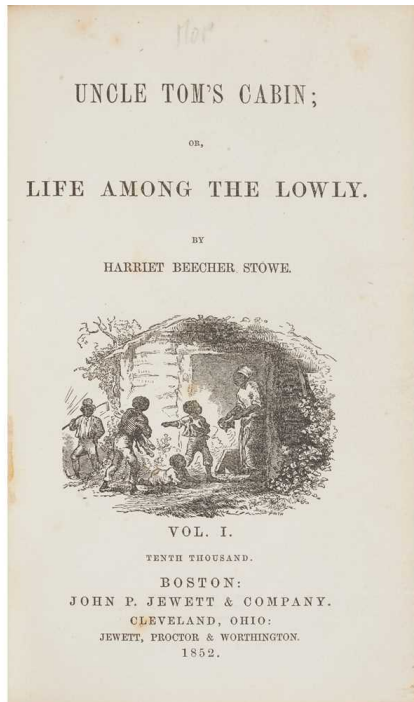 UNCLE TOM'S CABIN;
OR,
LIFE AMONG THE LOWLY.
BY
HARRIET BEECHER STOWE.
VOL. I.
TENTH THOUSAND.
BOSTON:
JOHN P. JEWETT & COMPANY.
CLEVELAND, OHIO:
JEWETT, PROCTOR & WORTHINGTON.
1852.